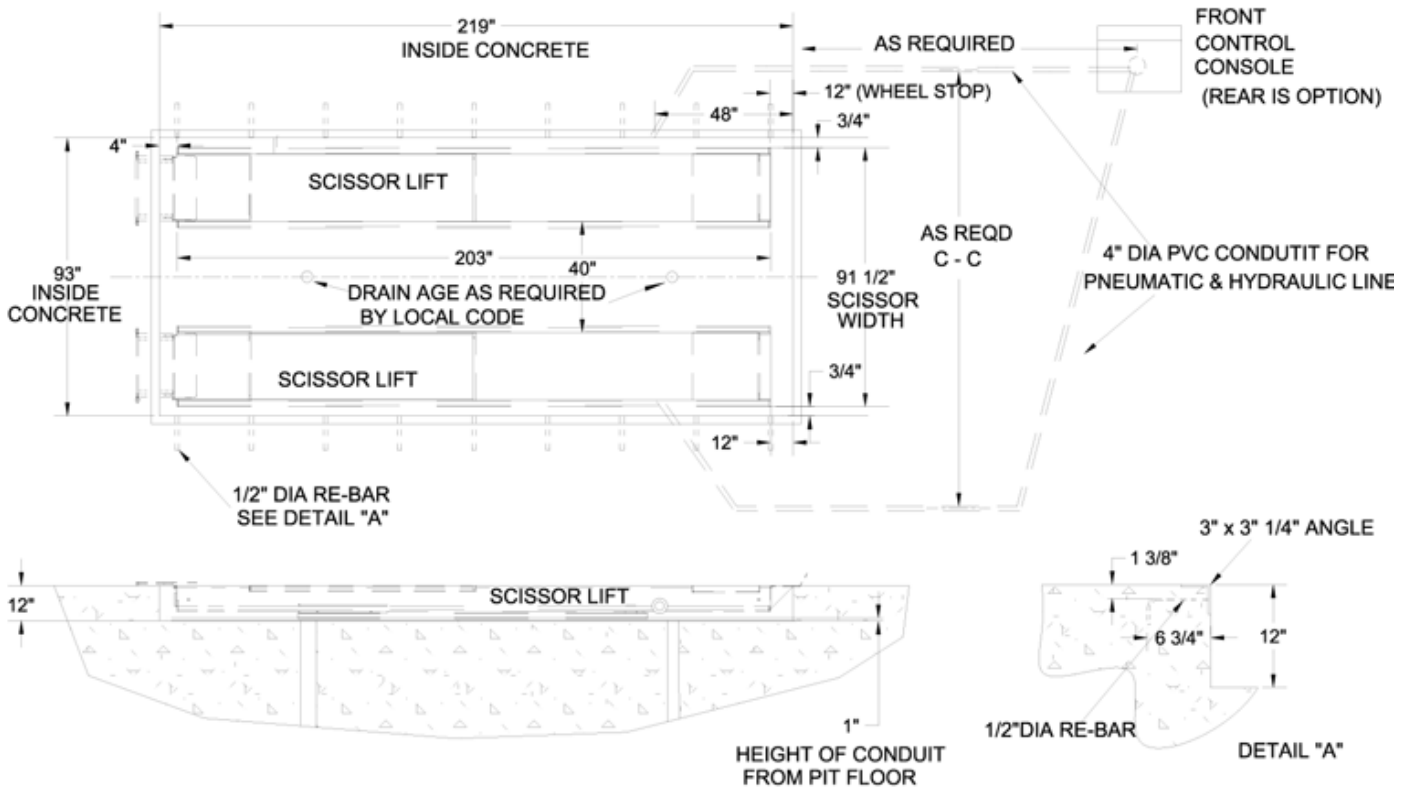 219"
INSIDE CONCRETE
AS REQUIRED
FRONT
CONTROL
CONSOLE
(REAR IS OPTION)
12" (WHEEL STOP)
48"
3/4"
4"
SCISSOR LIFT
203"
40"
93"
INSIDE
CONCRETE
DRAIN AGE AS REQUIRED
BY LOCAL CODE
91 1/2"
SCISSOR
WIDTH
AS REQD
C - C
4" DIA PVC CONDUTIT FOR
PNEUMATIC & HYDRAULIC LINE
SCISSOR LIFT
3/4"
12"
1/2" DIA RE-BAR
SEE DETAIL "A"
12"
SCISSOR LIFT
1"
HEIGHT OF CONDUIT
FROM PIT FLOOR
3" x 3" 1/4" ANGLE
1 3/8"
6 3/4"
12"
1/2"DIA RE-BAR
DETAIL "A"